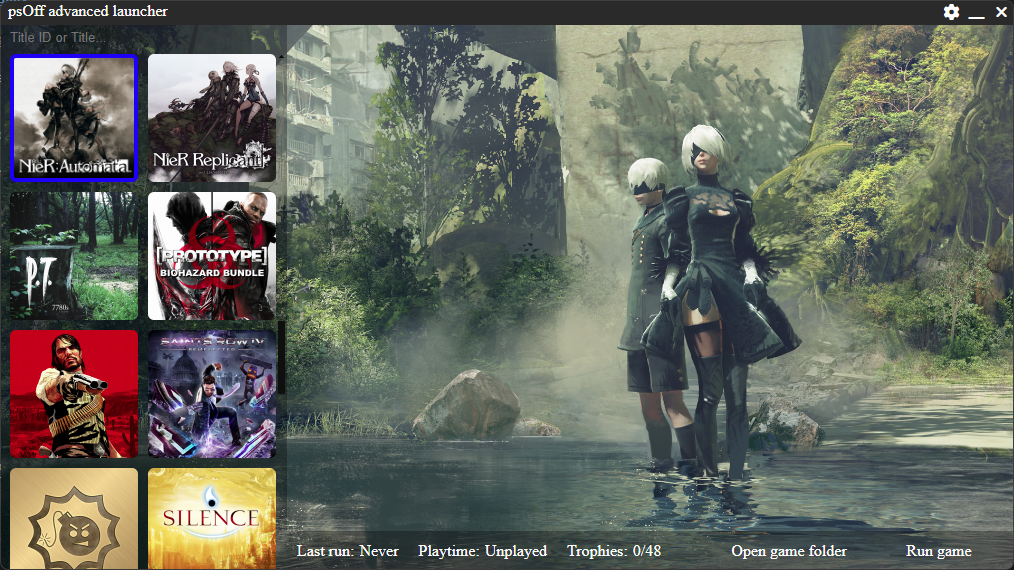 psOff advanced launcher
Title ID or Title...
NieR:Automata
NieR Replicant
P.T.
7780s
[PROTOTYPE]
BIOHAZARD BUNDLE
SAINTS ROW IV
RE-ELECTED
SILENCE
Last run: Never
Playtime: Unplayed
Trophies: 0/48
Open game folder
Run game